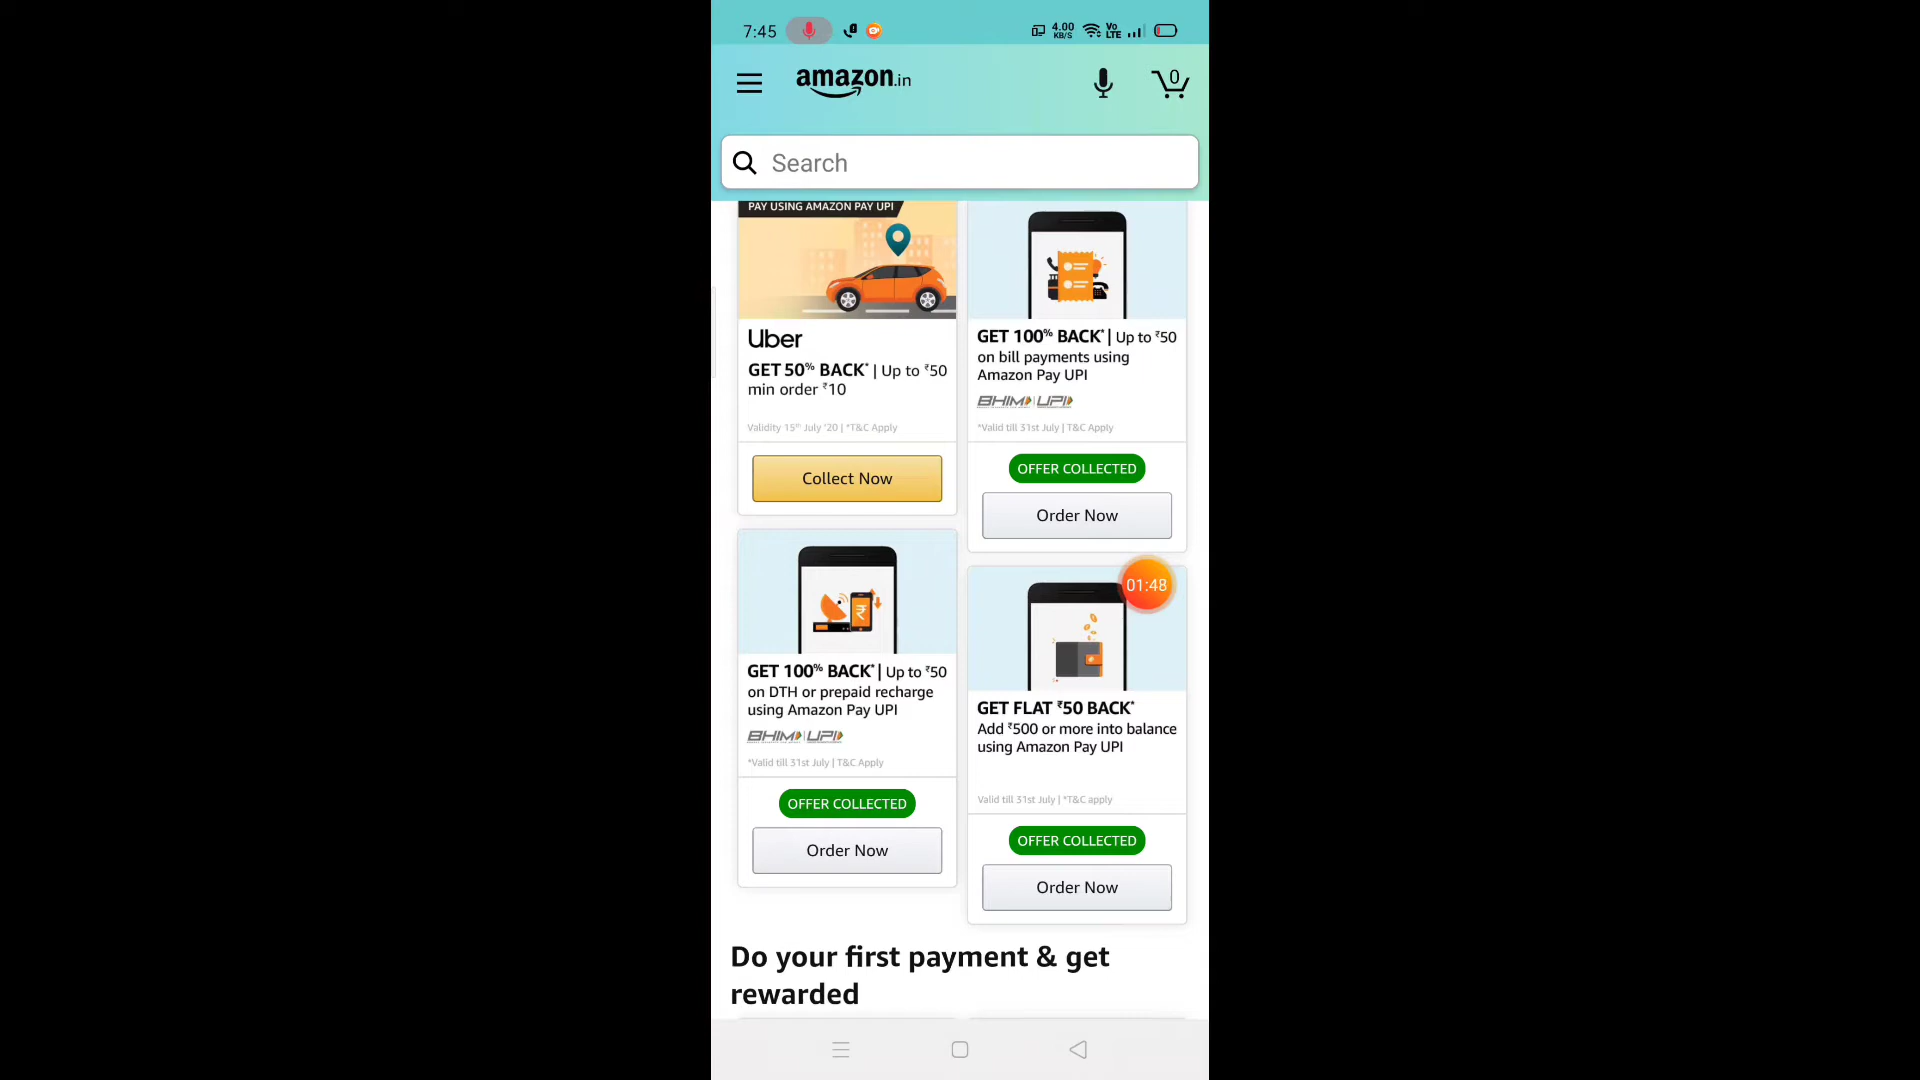 7:45
4.00 KB/S
Vo LTE
amazon.in
0
Search
PAY USING AMAZON PAY UPI
Uber
GET 50% BACK* | Up to ₹50
min order ₹10
Validity 15th July '20 | *T&C Apply
Collect Now
GET 100% BACK* | Up to ₹50
on bill payments using
Amazon Pay UPI
BHIM UPI
*Valid till 31st July | T&C Apply
OFFER COLLECTED
Order Now
GET 100% BACK* | Up to ₹50
on DTH or prepaid recharge
using Amazon Pay UPI
BHIM UPI
*Valid till 31st July | T&C Apply
OFFER COLLECTED
Order Now
01:48
GET FLAT ₹50 BACK*
Add ₹500 or more into balance
using Amazon Pay UPI
Valid till 31st July | *T&C apply
OFFER COLLECTED
Order Now
Do your first payment & get
rewarded